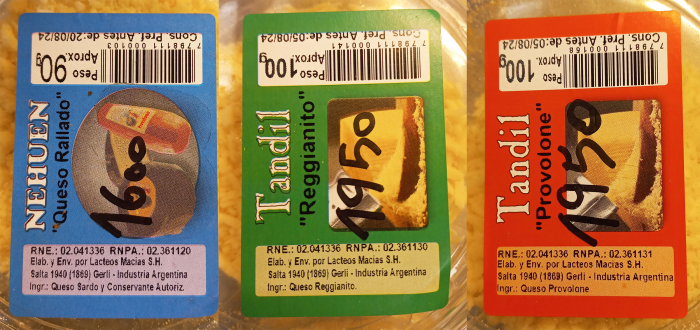 Cons. Pref. Antes de:20/08/24
7 798111 000103
Peso
Aprox.
90g
NEHUEN
"Queso Rallado"
1600
RNE.: 02.041336 RNPA.: 02.361120
Elab. y Env. por Lacteos Macias S.H.
Salta 1940 (1869) Gerli - Industria Argentina
Ingr.: Queso Sardo y Conservante Autoriz.
Cons. Pref. Antes de:05/08/24
7 798111 000141
Peso
Aprox.
100g
Tandil
"Reggianito"
1950
RNE.: 02.041336 RNPA.: 02.361130
Elab. y Env. por Lacteos Macias S.H.
Salta 1940 (1869) Gerli - Industria Argentina
Ingr.: Queso Reggianito.
Cons. Pref. Antes de:05/08/24
7 798111 000158
Peso
Aprox.
100g
Tandil
"Provolone"
1950
RNE.: 02.041336 RNPA.: 02.361131
Elab. y Env. por Lacteos Macias S.H.
Salta 1940 (1869) Gerli - Industria Argentina
Ingr.: Queso Provolone